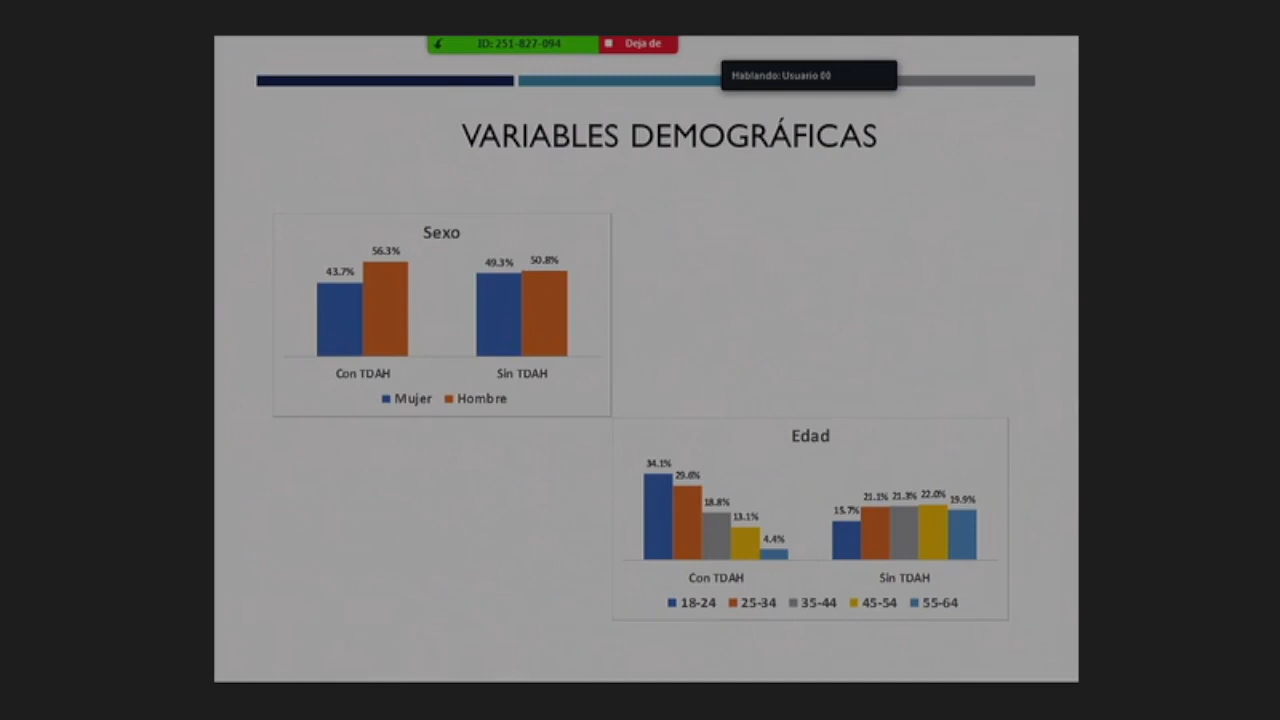 ID: 251-827-094
Deja de
Hablando: Usuario 00
VARIABLES DEMOGRÁFICAS
Sexo
43.7%
56.3%
49.3%
50.8%
Con TDAH
Sin TDAH
Mujer
Hombre
Edad
34.1%
29.6%
18.8%
13.1%
4.4%
15.7%
21.1%
21.3%
22.0%
19.9%
Con TDAH
Sin TDAH
18-24
25-34
35-44
45-54
55-64